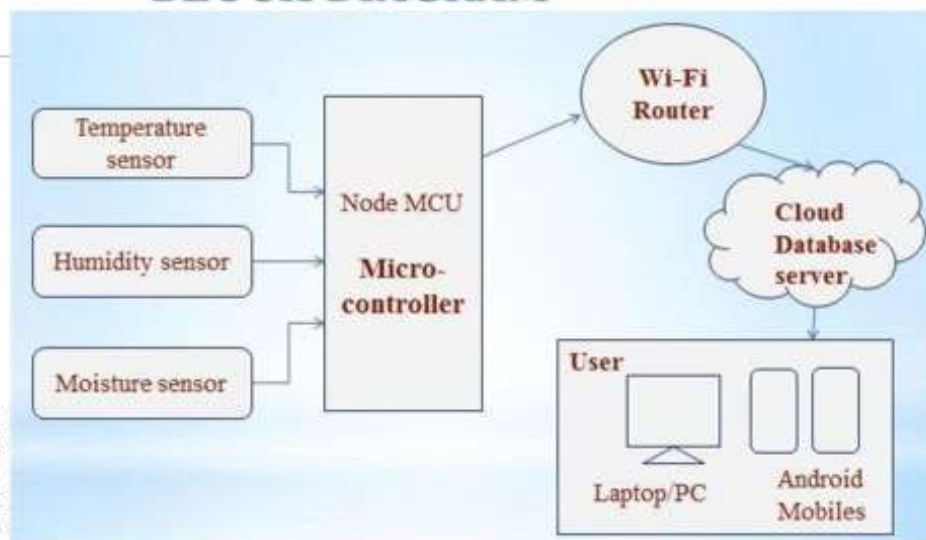 Temperature
sensor
Humidity sensor
Moisture sensor
Node MCU
Micro-
controller
Wi-Fi
Router
Cloud
Database
server
User
Laptop/PC
Android
Mobiles